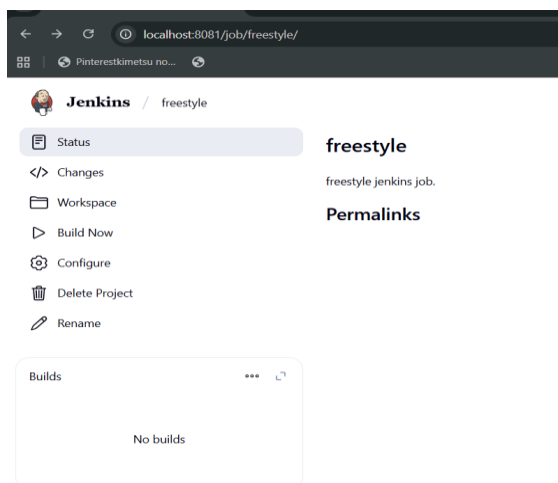 localhost:8081/job/freestyle/
Pinterestkimetsu no...
Jenkins / freestyle
Status
Changes
Workspace
Build Now
Configure
Delete Project
Rename
freestyle
freestyle jenkins job.
Permalinks
Builds
No builds